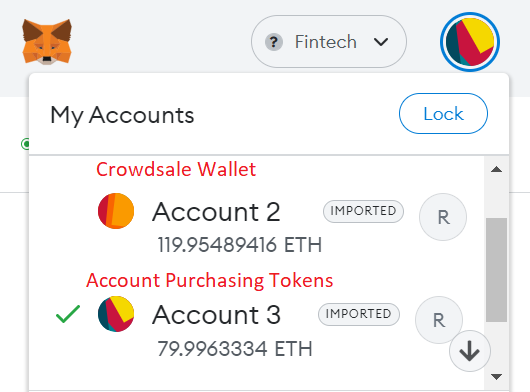 ? Fintech
My Accounts
Lock
Crowdsale Wallet
Account 2 IMPORTED R
119.95489416 ETH
Account Purchasing Tokens
Account 3 IMPORTED R
79.9963334 ETH